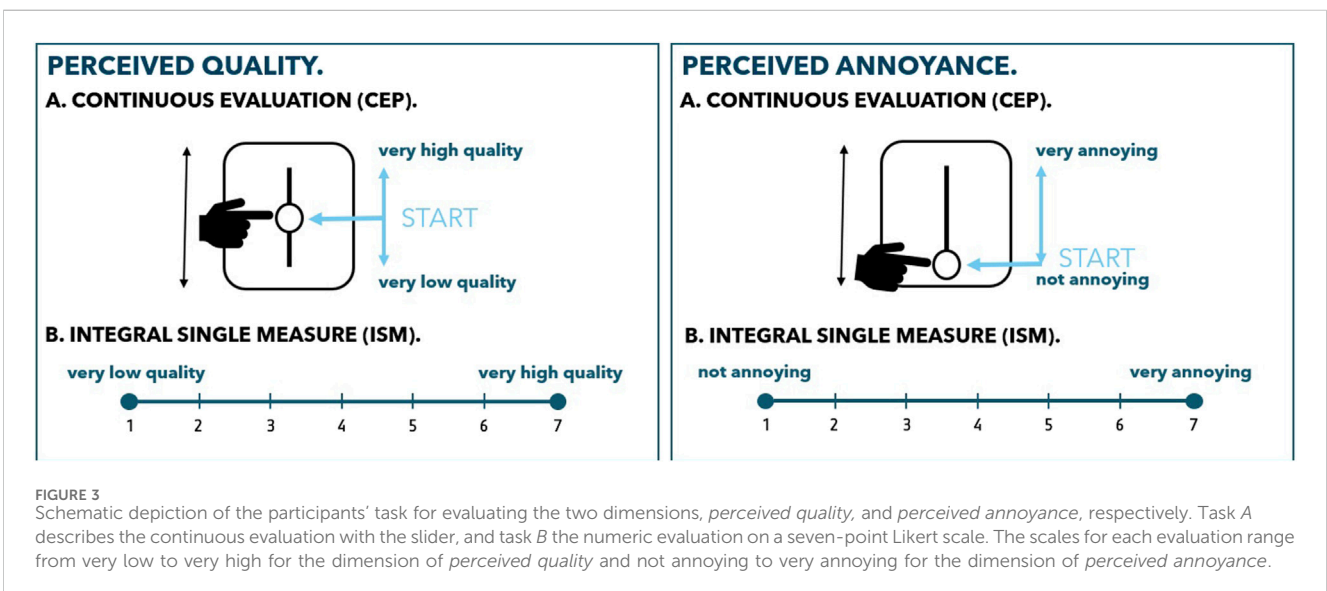 PERCEIVED QUALITY.
A. CONTINUOUS EVALUATION (CEP).
very high quality
START
very low quality
B. INTEGRAL SINGLE MEASURE (ISM).
very low quality very high quality
1 2 3 4 5 6 7
PERCEIVED ANNOYANCE.
A. CONTINUOUS EVALUATION (CEP).
very annoying
START
not annoying
B. INTEGRAL SINGLE MEASURE (ISM).
not annoying very annoying
1 2 3 4 5 6 7
FIGURE 3
Schematic depiction of the participants’ task for evaluating the two dimensions, perceived quality, and perceived annoyance, respectively. Task A
describes the continuous evaluation with the slider, and task B the numeric evaluation on a seven-point Likert scale. The scales for each evaluation range
from very low to very high for the dimension of perceived quality and not annoying to very annoying for the dimension of perceived annoyance.